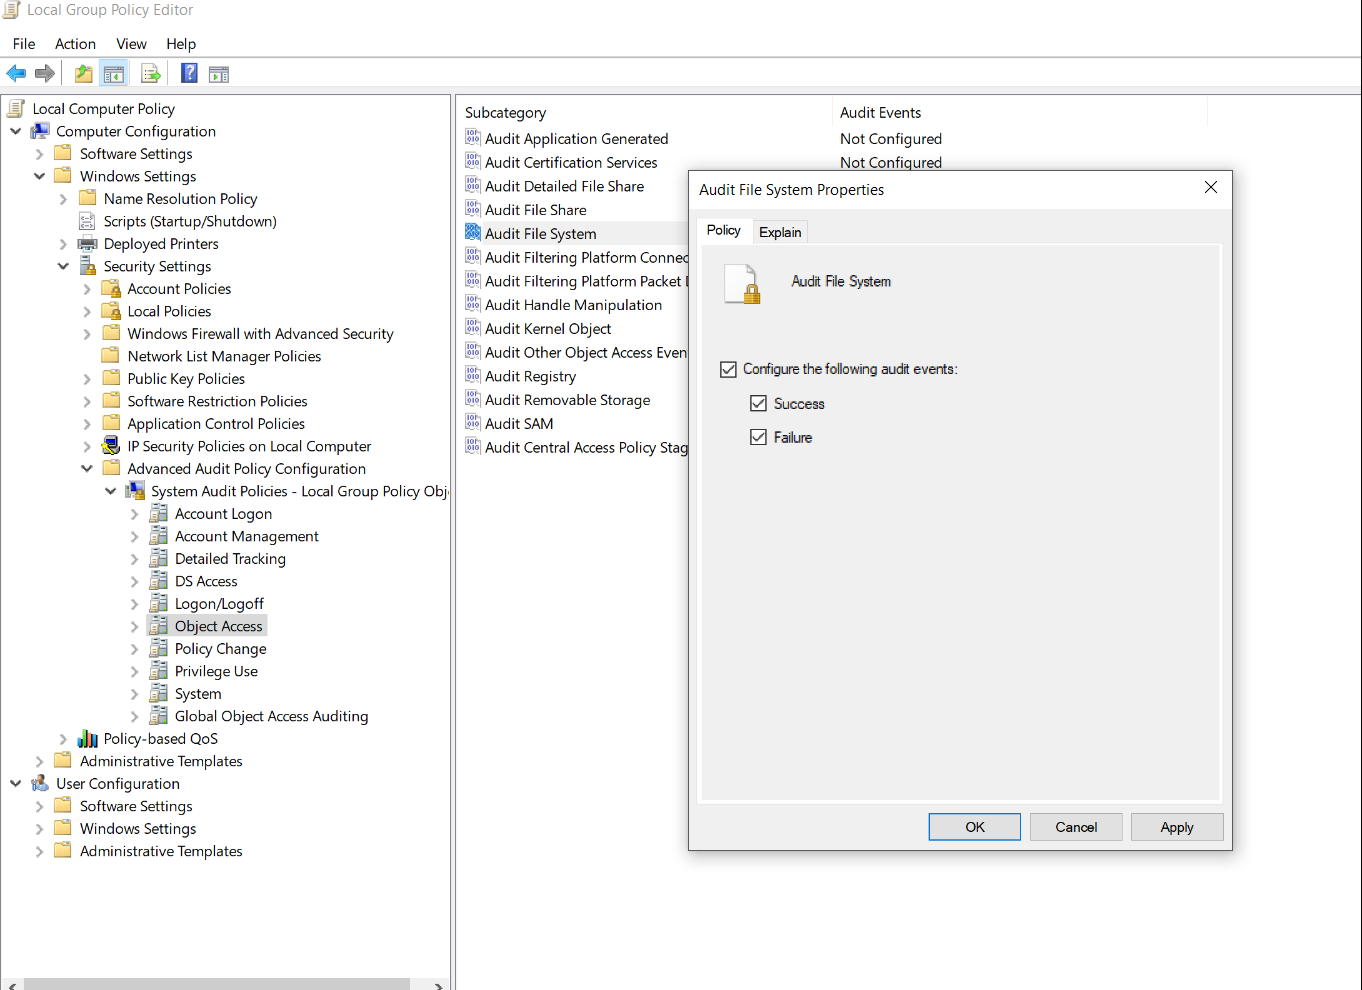 Local Group Policy Editor
File Action View Help
Local Computer Policy
Computer Configuration
Software Settings
Windows Settings
Name Resolution Policy
Scripts (Startup/Shutdown)
Deployed Printers
Security Settings
Account Policies
Local Policies
Windows Firewall with Advanced Security
Network List Manager Policies
Public Key Policies
Software Restriction Policies
Application Control Policies
IP Security Policies on Local Computer
Advanced Audit Policy Configuration
System Audit Policies - Local Group Policy Obj
Account Logon
Account Management
Detailed Tracking
DS Access
Logon/Logoff
Object Access
Policy Change
Privilege Use
System
Global Object Access Auditing
Policy-based QoS
Administrative Templates
User Configuration
Software Settings
Windows Settings
Administrative Templates
Subcategory Audit Events
Audit Application Generated Not Configured
Audit Certification Services Not Configured
Audit Detailed File Share
Audit File Share
Audit File System
Audit Filtering Platform Connec
Audit Filtering Platform Packet
Audit Handle Manipulation
Audit Kernel Object
Audit Other Object Access Even
Audit Registry
Audit Removable Storage
Audit SAM
Audit Central Access Policy Stag
Audit File System Properties
Policy Explain
Audit File System
Configure the following audit events:
Success
Failure
OK Cancel Apply